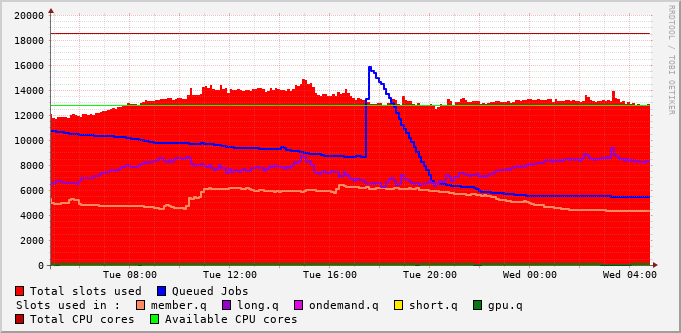 20000
18000
16000
14000
12000
10000
8000
6000
4000
2000
0
Tue 08:00 Tue 12:00 Tue 16:00 Tue 20:00 Wed 00:00 Wed 04:00
Total slots used Queued Jobs
Slots used in : member.q long.q ondemand.q short.q gpu.q
Total CPU cores Available CPU cores
RRDTOOL / TOBI OETIKER